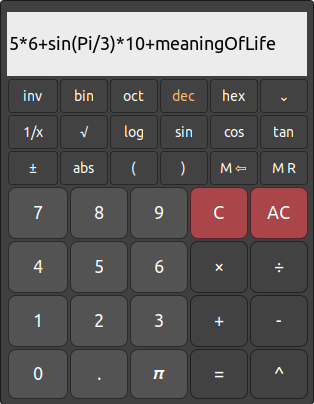 5*6+sin(Pi/3)*10+meaningOfLife
inv bin oct dec hex ⌄
1/x √ log sin cos tan
± abs ( ) M⇦ M R
7 8 9 C AC
4 5 6 × ÷
1 2 3 + -
0 . π = ^